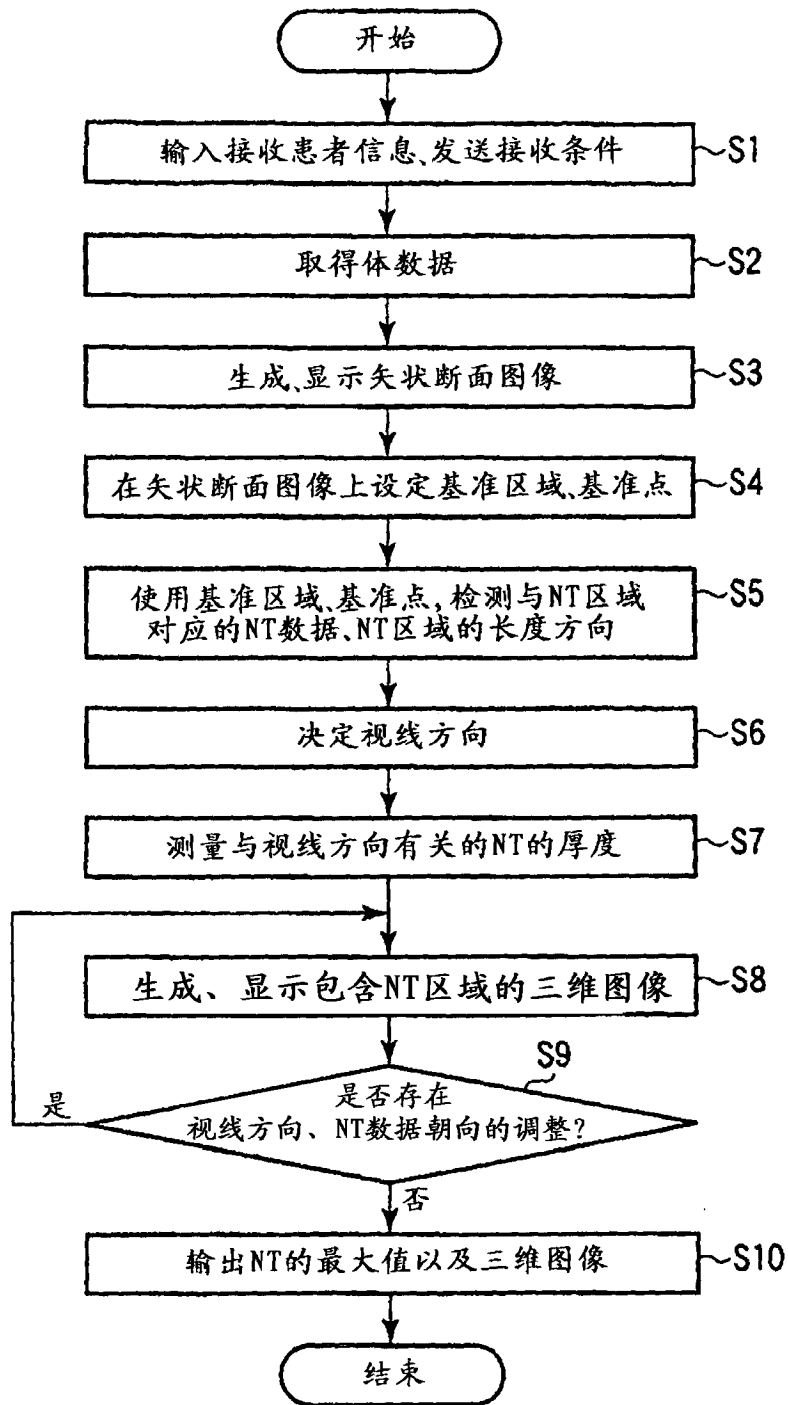 开始
输入接收患者信息、发送接收条件
S1
取得体数据
S2
生成、显示矢状断面图像
S3
在矢状断面图像上设定基准区域、基准点
S4
使用基准区域、基准点,检测与NT区域
对应的NT数据、NT区域的长度方向
S5
决定视线方向
S6
测量与视线方向有关的NT的厚度
S7
生成、显示包含NT区域的三维图像
S8
S9
是否存在
视线方向、NT数据朝向的调整?
是
否
输出NT的最大值以及三维图像
S10
结束